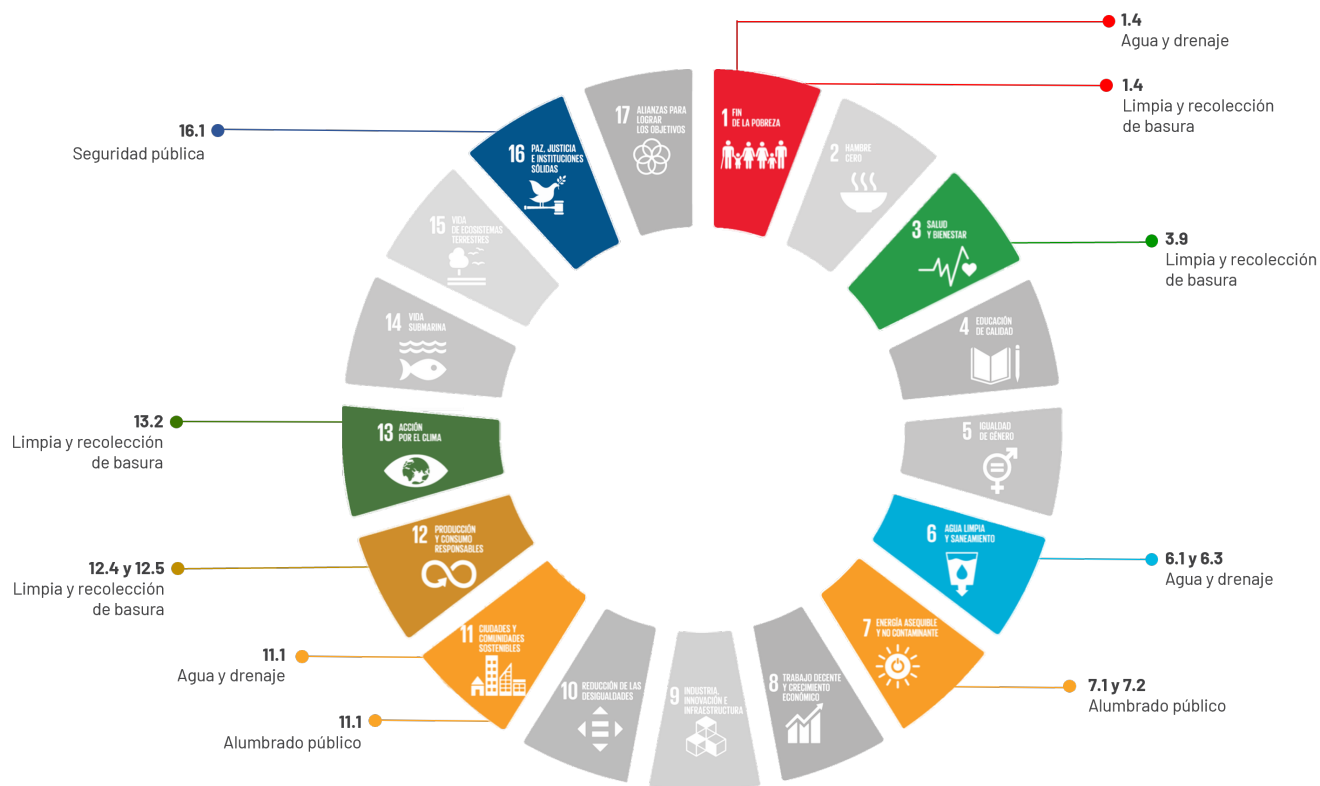 1.4
Agua y drenaje
1.4
Limpia y recolección
de basura
16.1
Seguridad pública
17 ALIANZAS PARA
LOGRAR
LOS OBJETIVOS
1 FIN
DE LA POBREZA
16 PAZ, JUSTICIA
E INSTITUCIONES
SÓLIDAS
2 HAMBRE
CERO
15 VIDA
DE ECOSISTEMAS
TERRESTRES
3 SALUD
Y BIENESTAR
3.9
Limpia y recolección
de basura
14 VIDA
SUBMARINA
4 EDUCACIÓN
DE CALIDAD
13.2
Limpia y recolección
de basura
13 ACCIÓN
POR EL CLIMA
5 IGUALDAD
DE GÉNERO
12 PRODUCCIÓN
Y CONSUMO
RESPONSABLES
6 AGUA LIMPIA
Y SANEAMIENTO
6.1 y 6.3
Agua y drenaje
12.4 y 12.5
Limpia y recolección
de basura
11 CIUDADES Y
COMUNIDADES
SOSTENIBLES
7 ENERGÍA ASEQUIBLE
Y NO CONTAMINANTE
11.1
Agua y drenaje
7.1 y 7.2
Alumbrado público
10 REDUCCIÓN DE LAS
DESIGUALDADES
9 INDUSTRIA,
INNOVACIÓN E
INFRAESTRUCTURA
8 TRABAJO DECENTE
Y CRECIMIENTO
ECONÓMICO
11.1
Alumbrado público